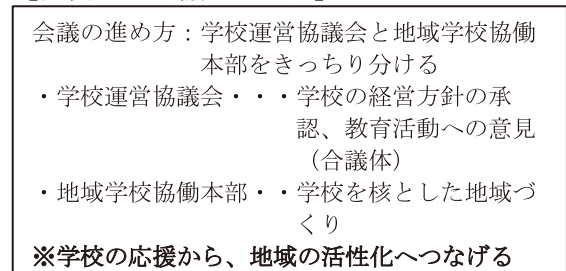 会議の進め方：学校運営協議会と地域学校協働
本部をきっちり分ける
・学校運営協議会・・・学校の経営方針の承
認、教育活動への意見
（合議体）
・地域学校協働本部・・学校を核とした地域づ
くり
※学校の応援から、地域の活性化へつなげる